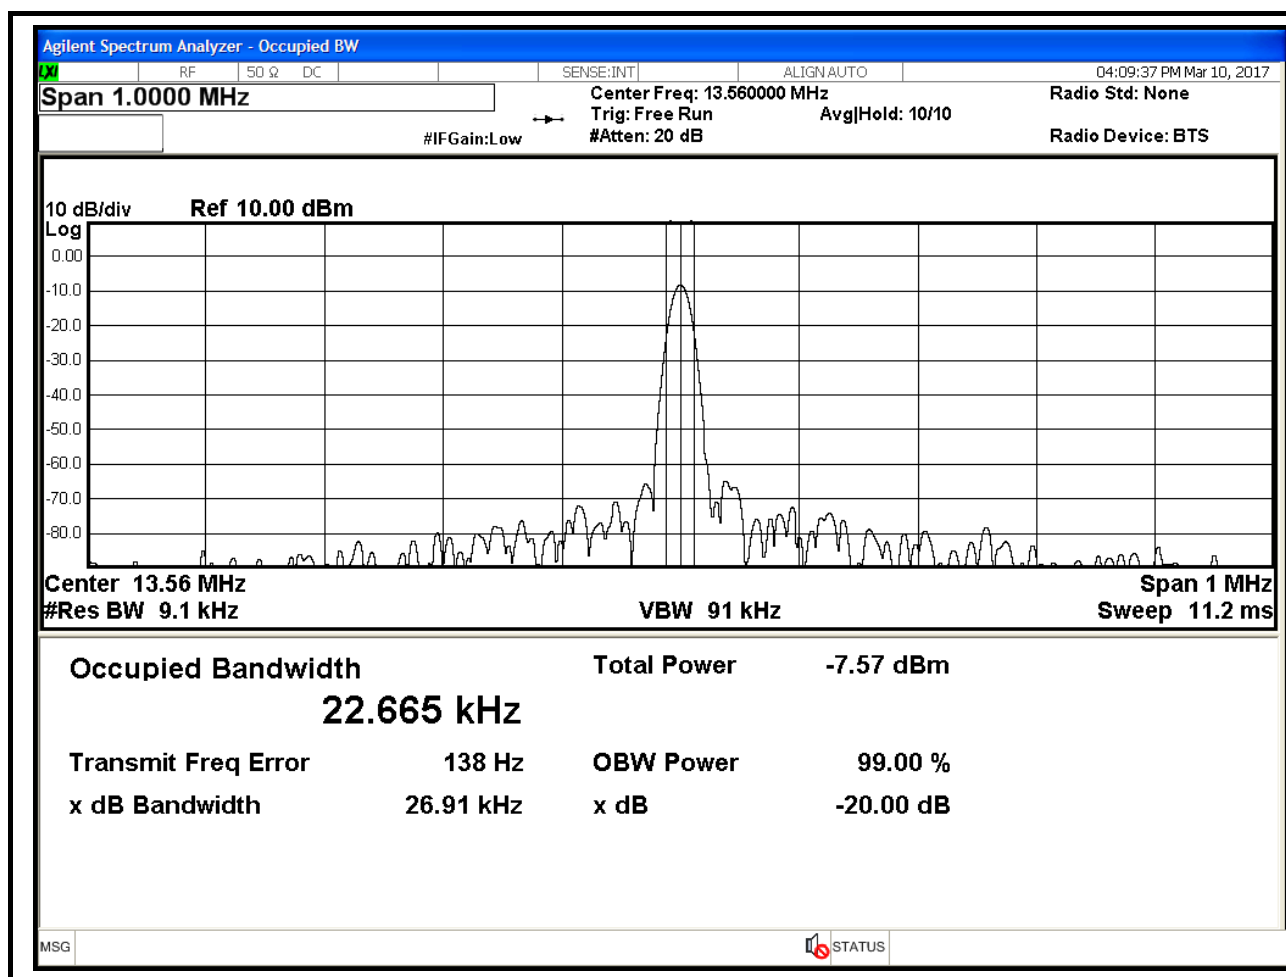 Agilent Spectrum Analyzer - Occupied BW
LXI RF 50 Ω DC SENSE:INT ALIGNAUTO 04:09:37 PM Mar 10, 2017
Span 1.0000 MHz
Center Freq: 13.560000 MHz
Radio Std: None
Trig: Free Run Avg|Hold: 10/10
#IFGain:Low #Atten: 20 dB Radio Device: BTS
10 dB/div Ref 10.00 dBm
Log
0.00
-10.0
-20.0
-30.0
-40.0
-50.0
-60.0
-70.0
-80.0
Center 13.56 MHz Span 1 MHz
#Res BW 9.1 kHz VBW 91 kHz Sweep 11.2 ms
Occupied Bandwidth Total Power -7.57 dBm
22.665 kHz
Transmit Freq Error 138 Hz OBW Power 99.00 %
x dB Bandwidth 26.91 kHz x dB -20.00 dB
MSG STATUS